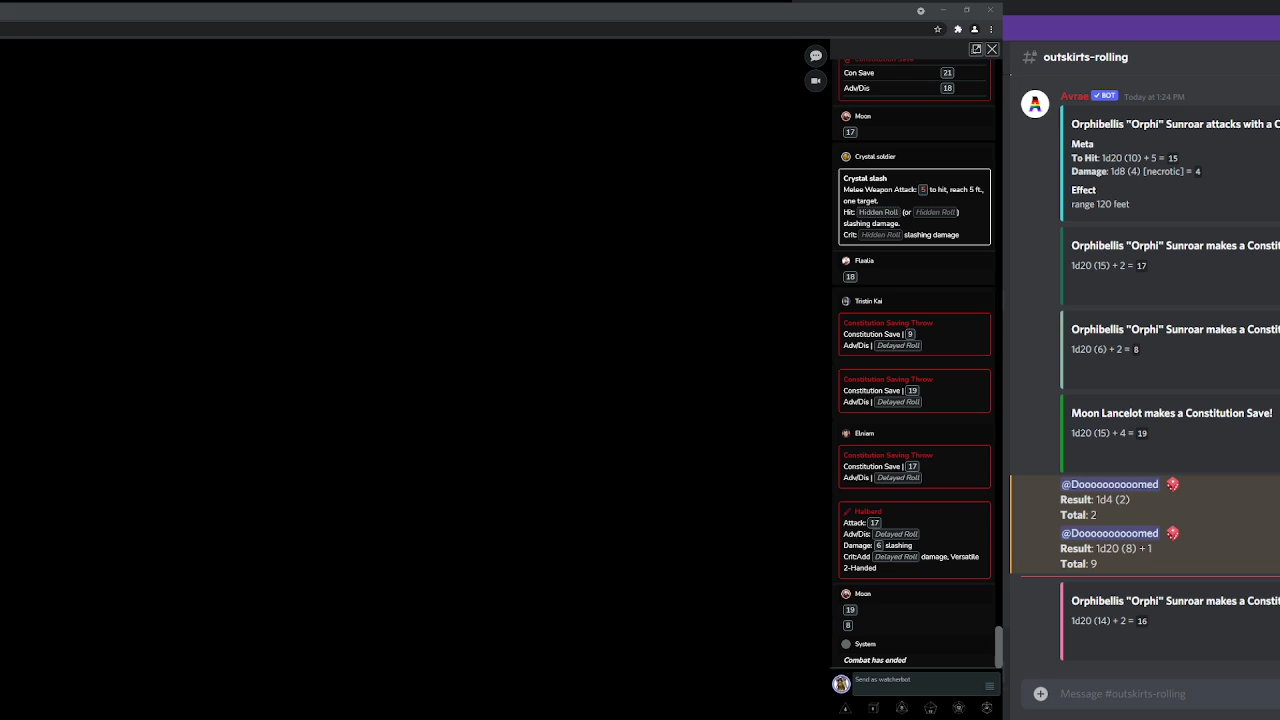 Constitution Save
Con Save 21
Adv/Dis 18
Moon
17
Crystal soldier
Crystal slash
Melee Weapon Attack: 5 to hit, reach 5 ft.,
one target.
Hit: Hidden Roll (or Hidden Roll)
slashing damage.
Crit: Hidden Roll slashing damage
Flaalia
18
Tristin Kai
Constitution Saving Throw
Constitution Save | 9
Adv/Dis | Delayed Roll
Constitution Saving Throw
Constitution Save | 19
Adv/Dis | Delayed Roll
Elniam
Constitution Saving Throw
Constitution Save | 17
Adv/Dis | Delayed Roll
Halberd
Attack: 17
Adv/Dis: Delayed Roll
Damage: 6 slashing
Crit:Add Delayed Roll damage, Versatile
2-Handed
Moon
19
8
System
Combat has ended
Send as watcherbot
outskirts-rolling
A
Avrae ✓ BOT Today at 1:24 PM
Orphibellis "Orphi" Sunroar attacks with a C
Meta
To Hit: 1d20 (10) + 5 = 15
Damage: 1d8 (4) [necrotic] = 4
Effect
range 120 feet
Orphibellis "Orphi" Sunroar makes a Constit
1d20 (15) + 2 = 17
Orphibellis "Orphi" Sunroar makes a Constit
1d20 (6) + 2 = 8
Moon Lancelot makes a Constitution Save!
1d20 (15) + 4 = 19
@Dooooooooomed
Result: 1d4 (2)
Total: 2
@Dooooooooomed
Result: 1d20 (8) + 1
Total: 9
Orphibellis "Orphi" Sunroar makes a Constit
1d20 (14) + 2 = 16
Message #outskirts-rolling